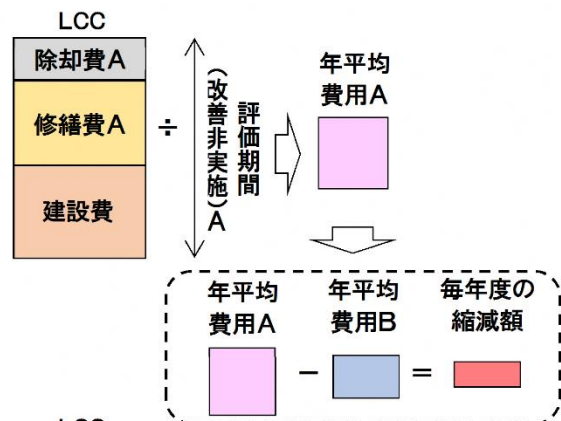 LCC
除却費A
修繕費A
建設費
÷
評価期間
(改善非実施)A
年平均
費用A
年平均
費用A
－
年平均
費用B
＝
毎年度の
縮減額